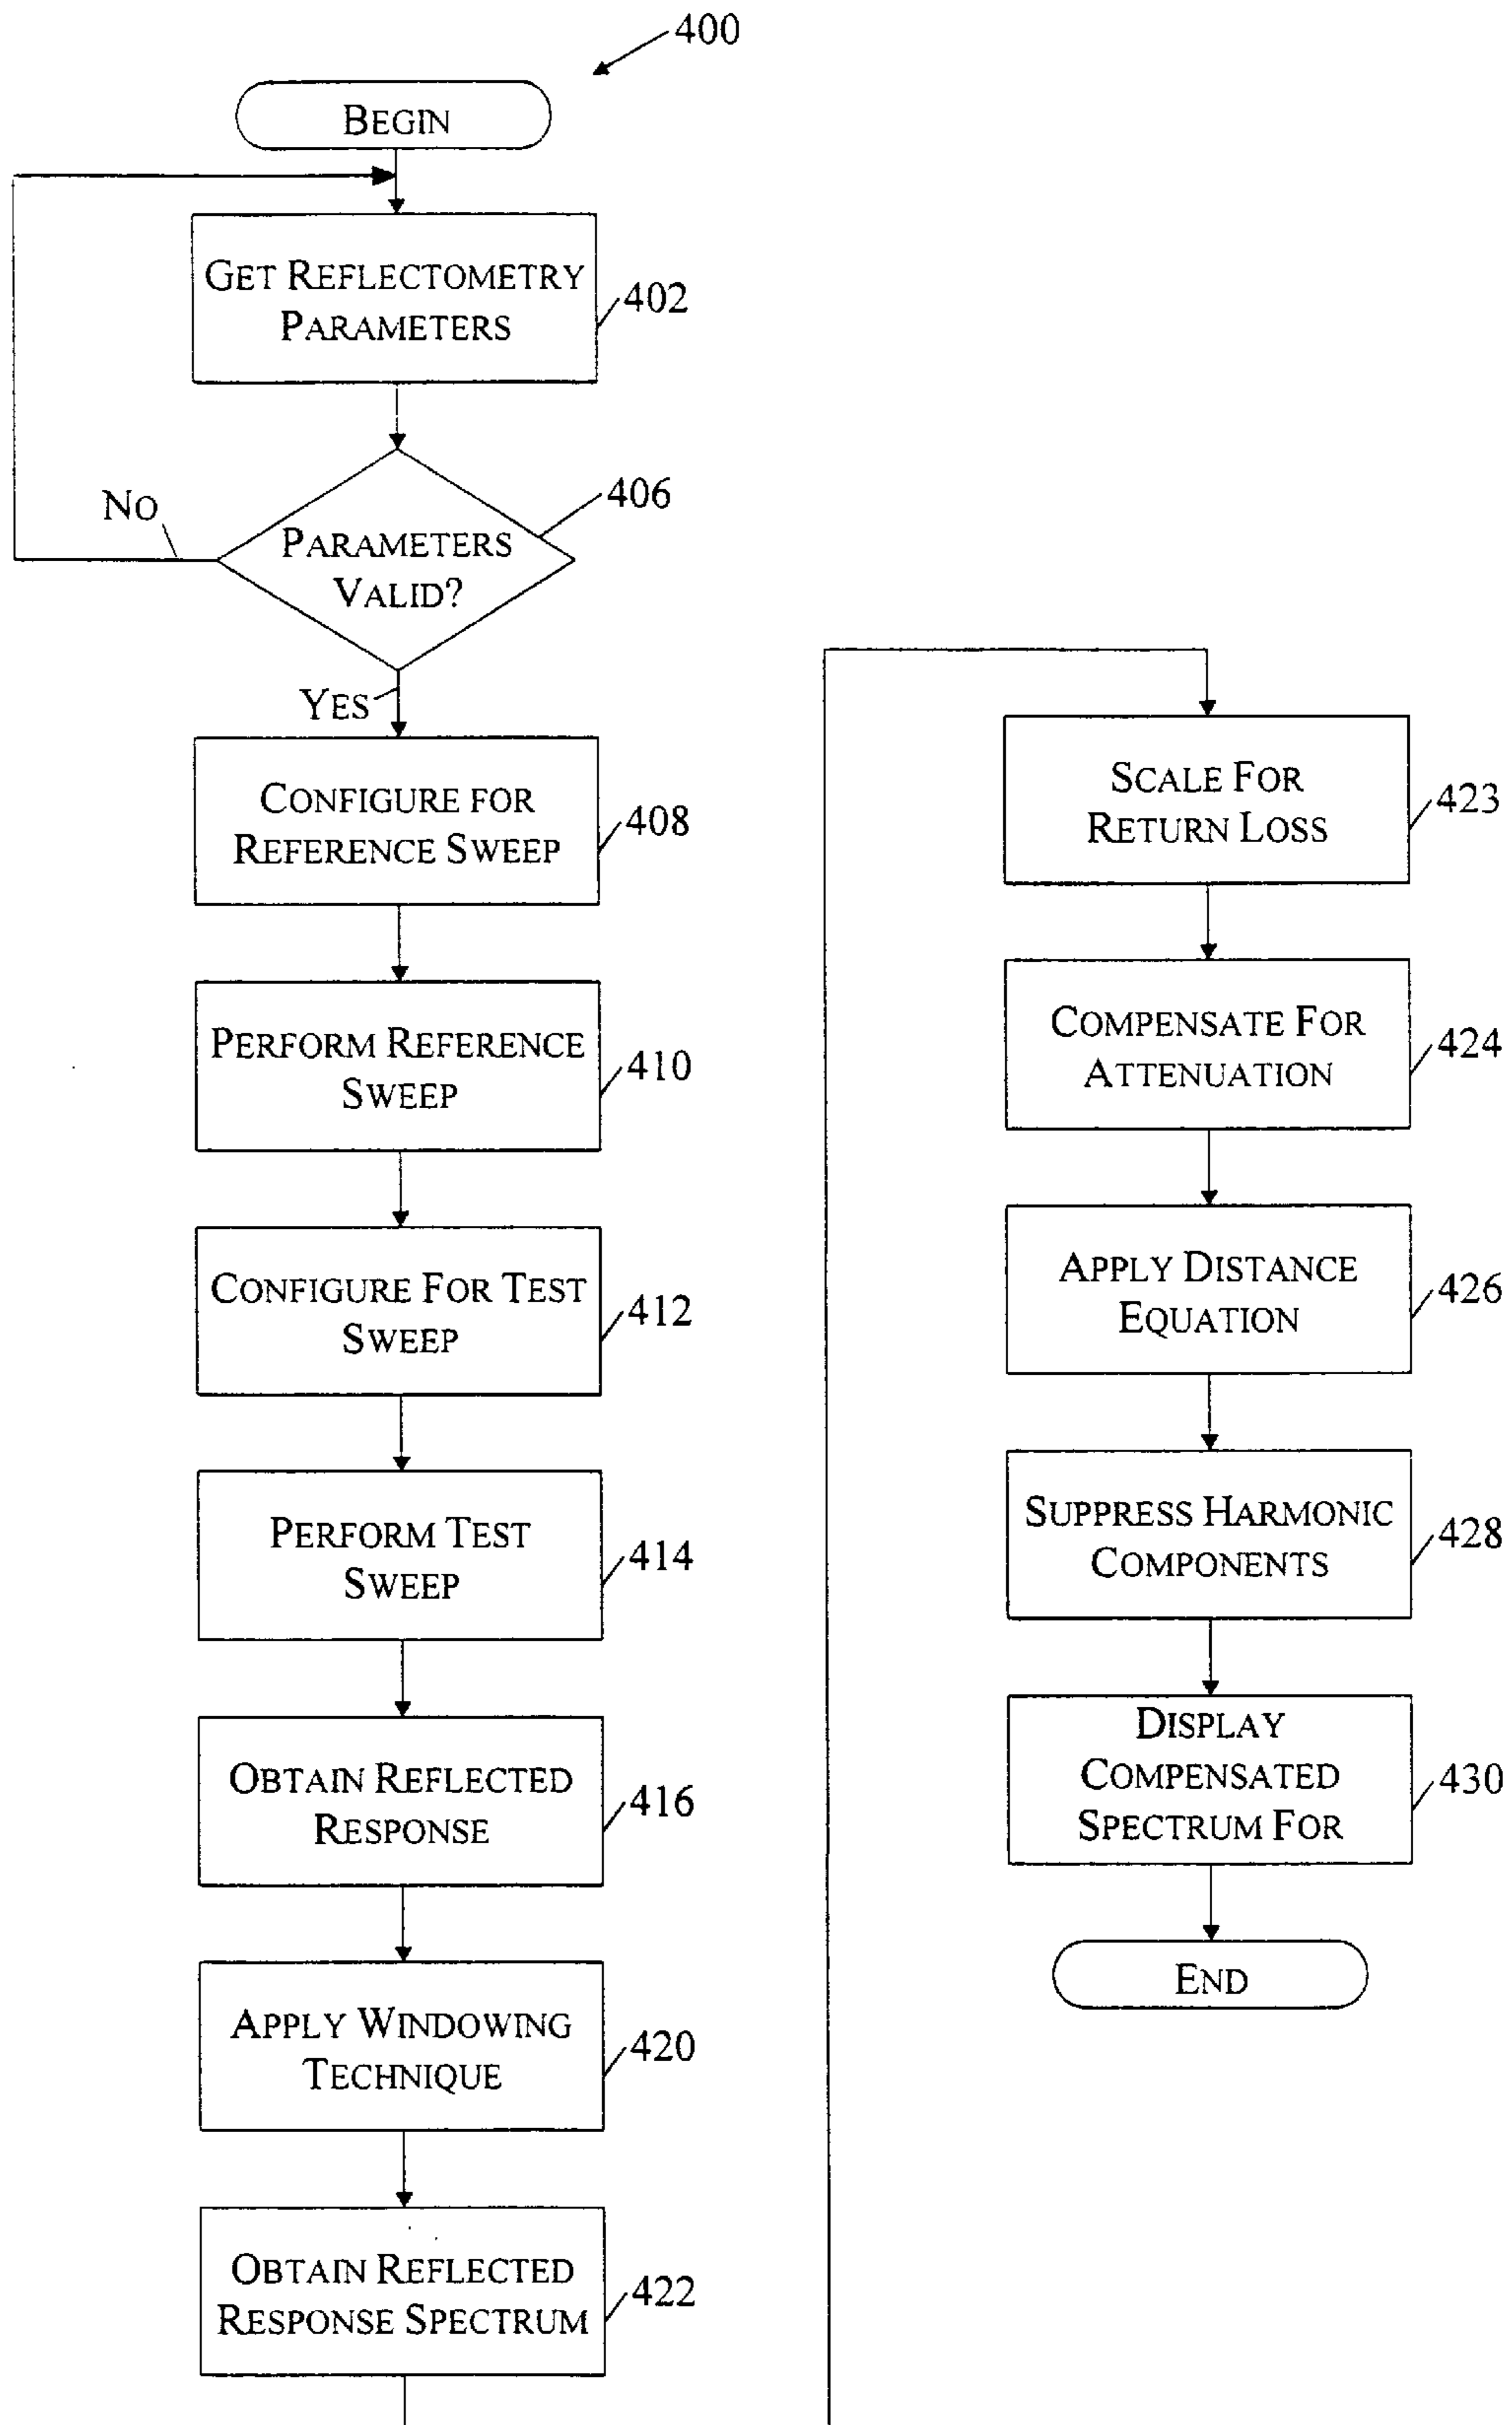 400
BEGIN
GET REFLECTOMETRY
PARAMETERS
402
NO
PARAMETERS
VALID?
406
YES
CONFIGURE FOR
REFERENCE SWEEP
408
PERFORM REFERENCE
SWEEP
410
CONFIGURE FOR TEST
SWEEP
412
PERFORM TEST
SWEEP
414
OBTAIN REFLECTED
RESPONSE
416
APPLY WINDOWING
TECHNIQUE
420
OBTAIN REFLECTED
RESPONSE SPECTRUM
422
SCALE FOR
RETURN LOSS
423
COMPENSATE FOR
ATTENUATION
424
APPLY DISTANCE
EQUATION
426
SUPPRESS HARMONIC
COMPONENTS
428
DISPLAY
COMPENSATED
SPECTRUM FOR
430
END